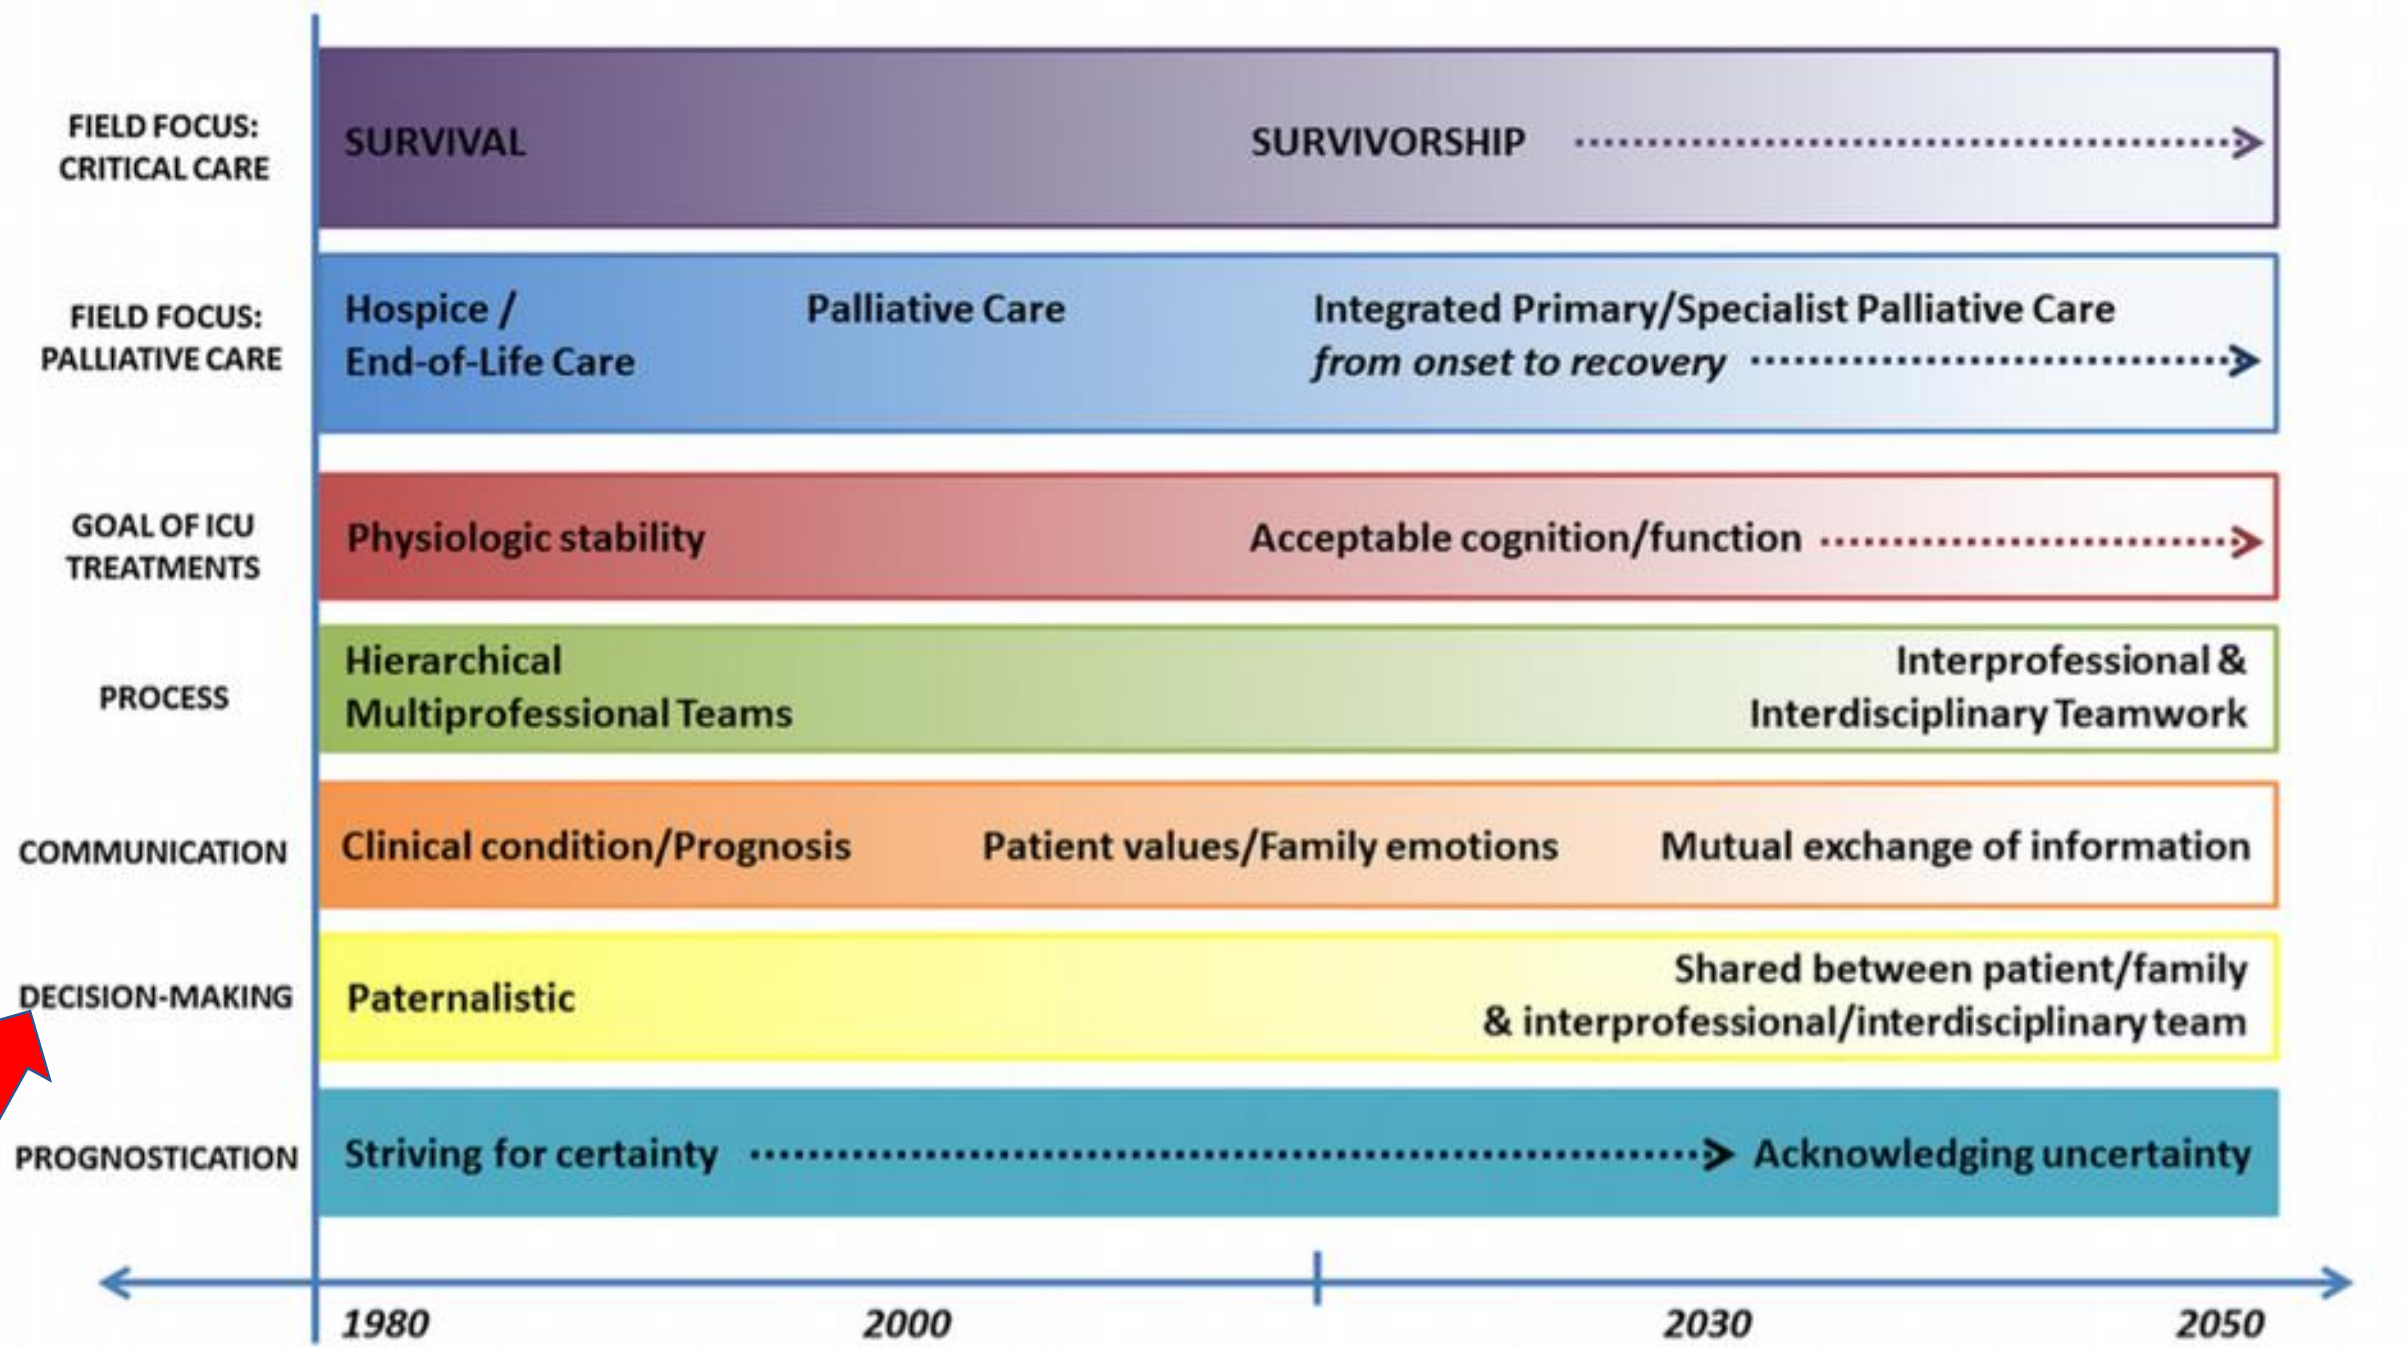 FIELD FOCUS:
CRITICAL CARE
SURVIVAL
SURVIVORSHIP
FIELD FOCUS:
PALLIATIVE CARE
Hospice /
End-of-Life Care
Palliative Care
Integrated Primary/Specialist Palliative Care
from onset to recovery
GOAL OF ICU
TREATMENTS
Physiologic stability
Acceptable cognition/function
PROCESS
Hierarchical
Multiprofessional Teams
Interprofessional &
Interdisciplinary Teamwork
COMMUNICATION
Clinical condition/Prognosis
Patient values/Family emotions
Mutual exchange of information
DECISION-MAKING
Paternalistic
Shared between patient/family
& interprofessional/interdisciplinary team
PROGNOSTICATION
Striving for certainty
Acknowledging uncertainty
1980
2000
2030
2050